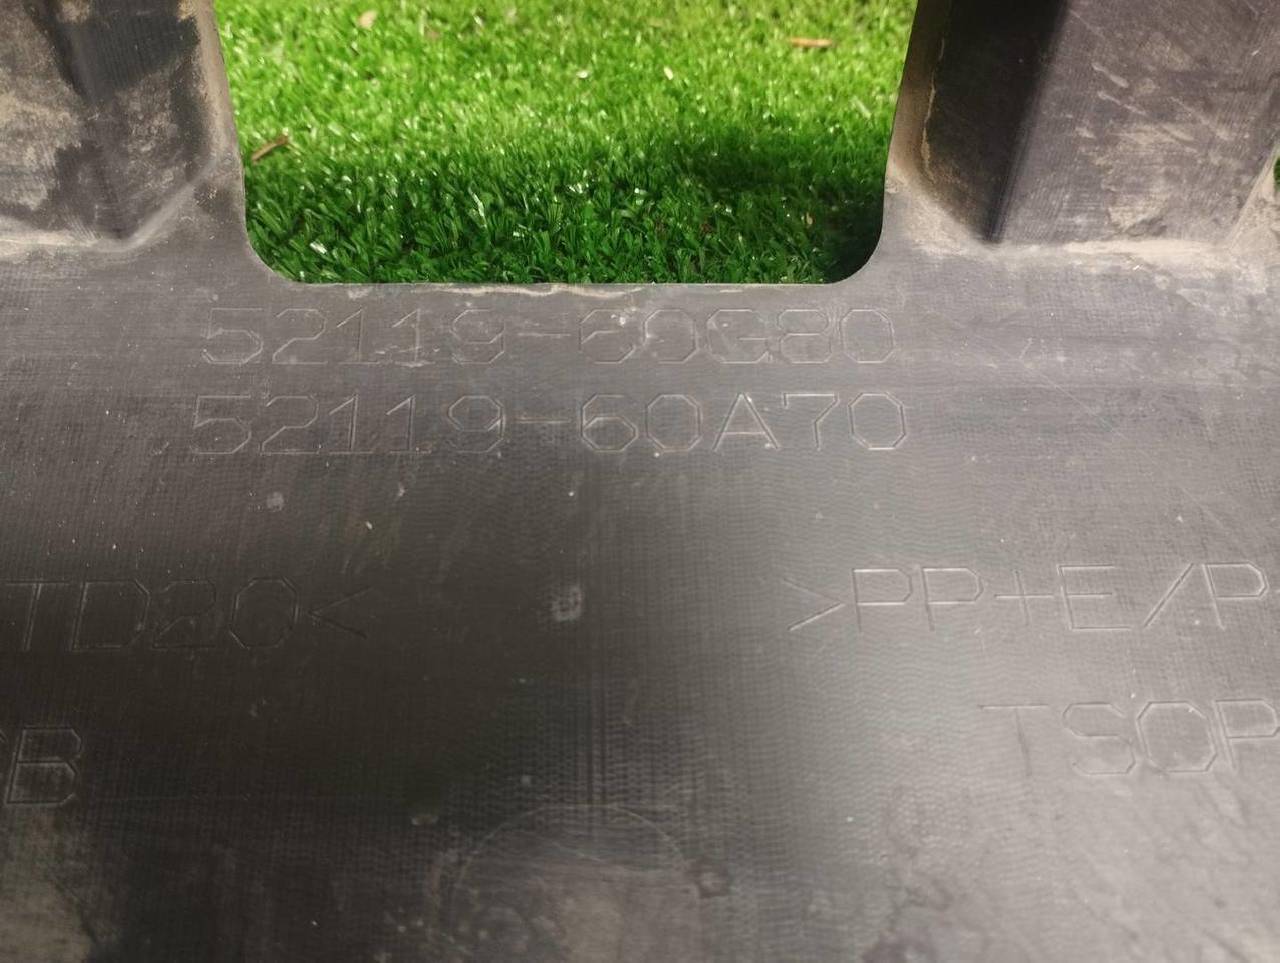 52119-60G80
52119-60A70
TD20< >PP+E/P
B TSOP